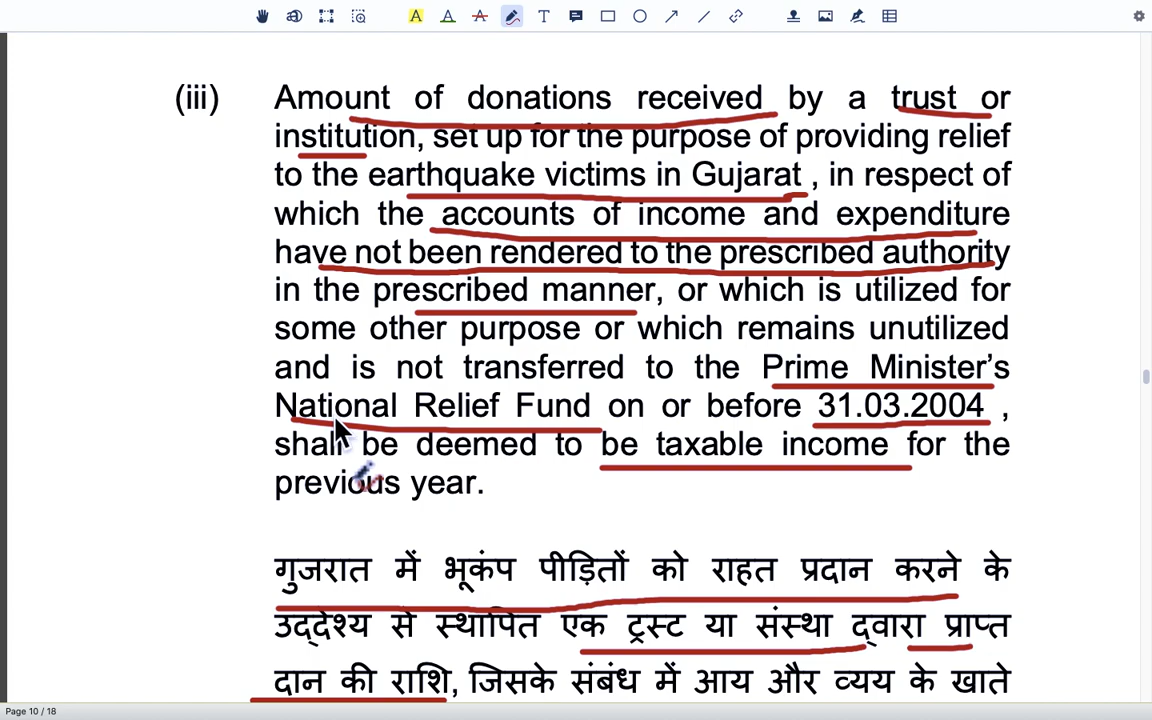 (iii) Amount of donations received by a trust or
institution, set up for the purpose of providing relief
to the earthquake victims in Gujarat , in respect of
which the accounts of income and expenditure
have not been rendered to the prescribed authority
in the prescribed manner, or which is utilized for
some other purpose or which remains unutilized
and is not transferred to the Prime Minister's
National Relief Fund on or before 31.03.2004 ,
shall be deemed to be taxable income for the
previous year.
गुजरात में भूकंप पीड़ितों को राहत प्रदान करने के
उद्देश्य से स्थापित एक ट्रस्ट या संस्था द्वारा प्राप्त
दान की राशि, जिसके संबंध में आय और व्यय के खाते
Page 10 / 18